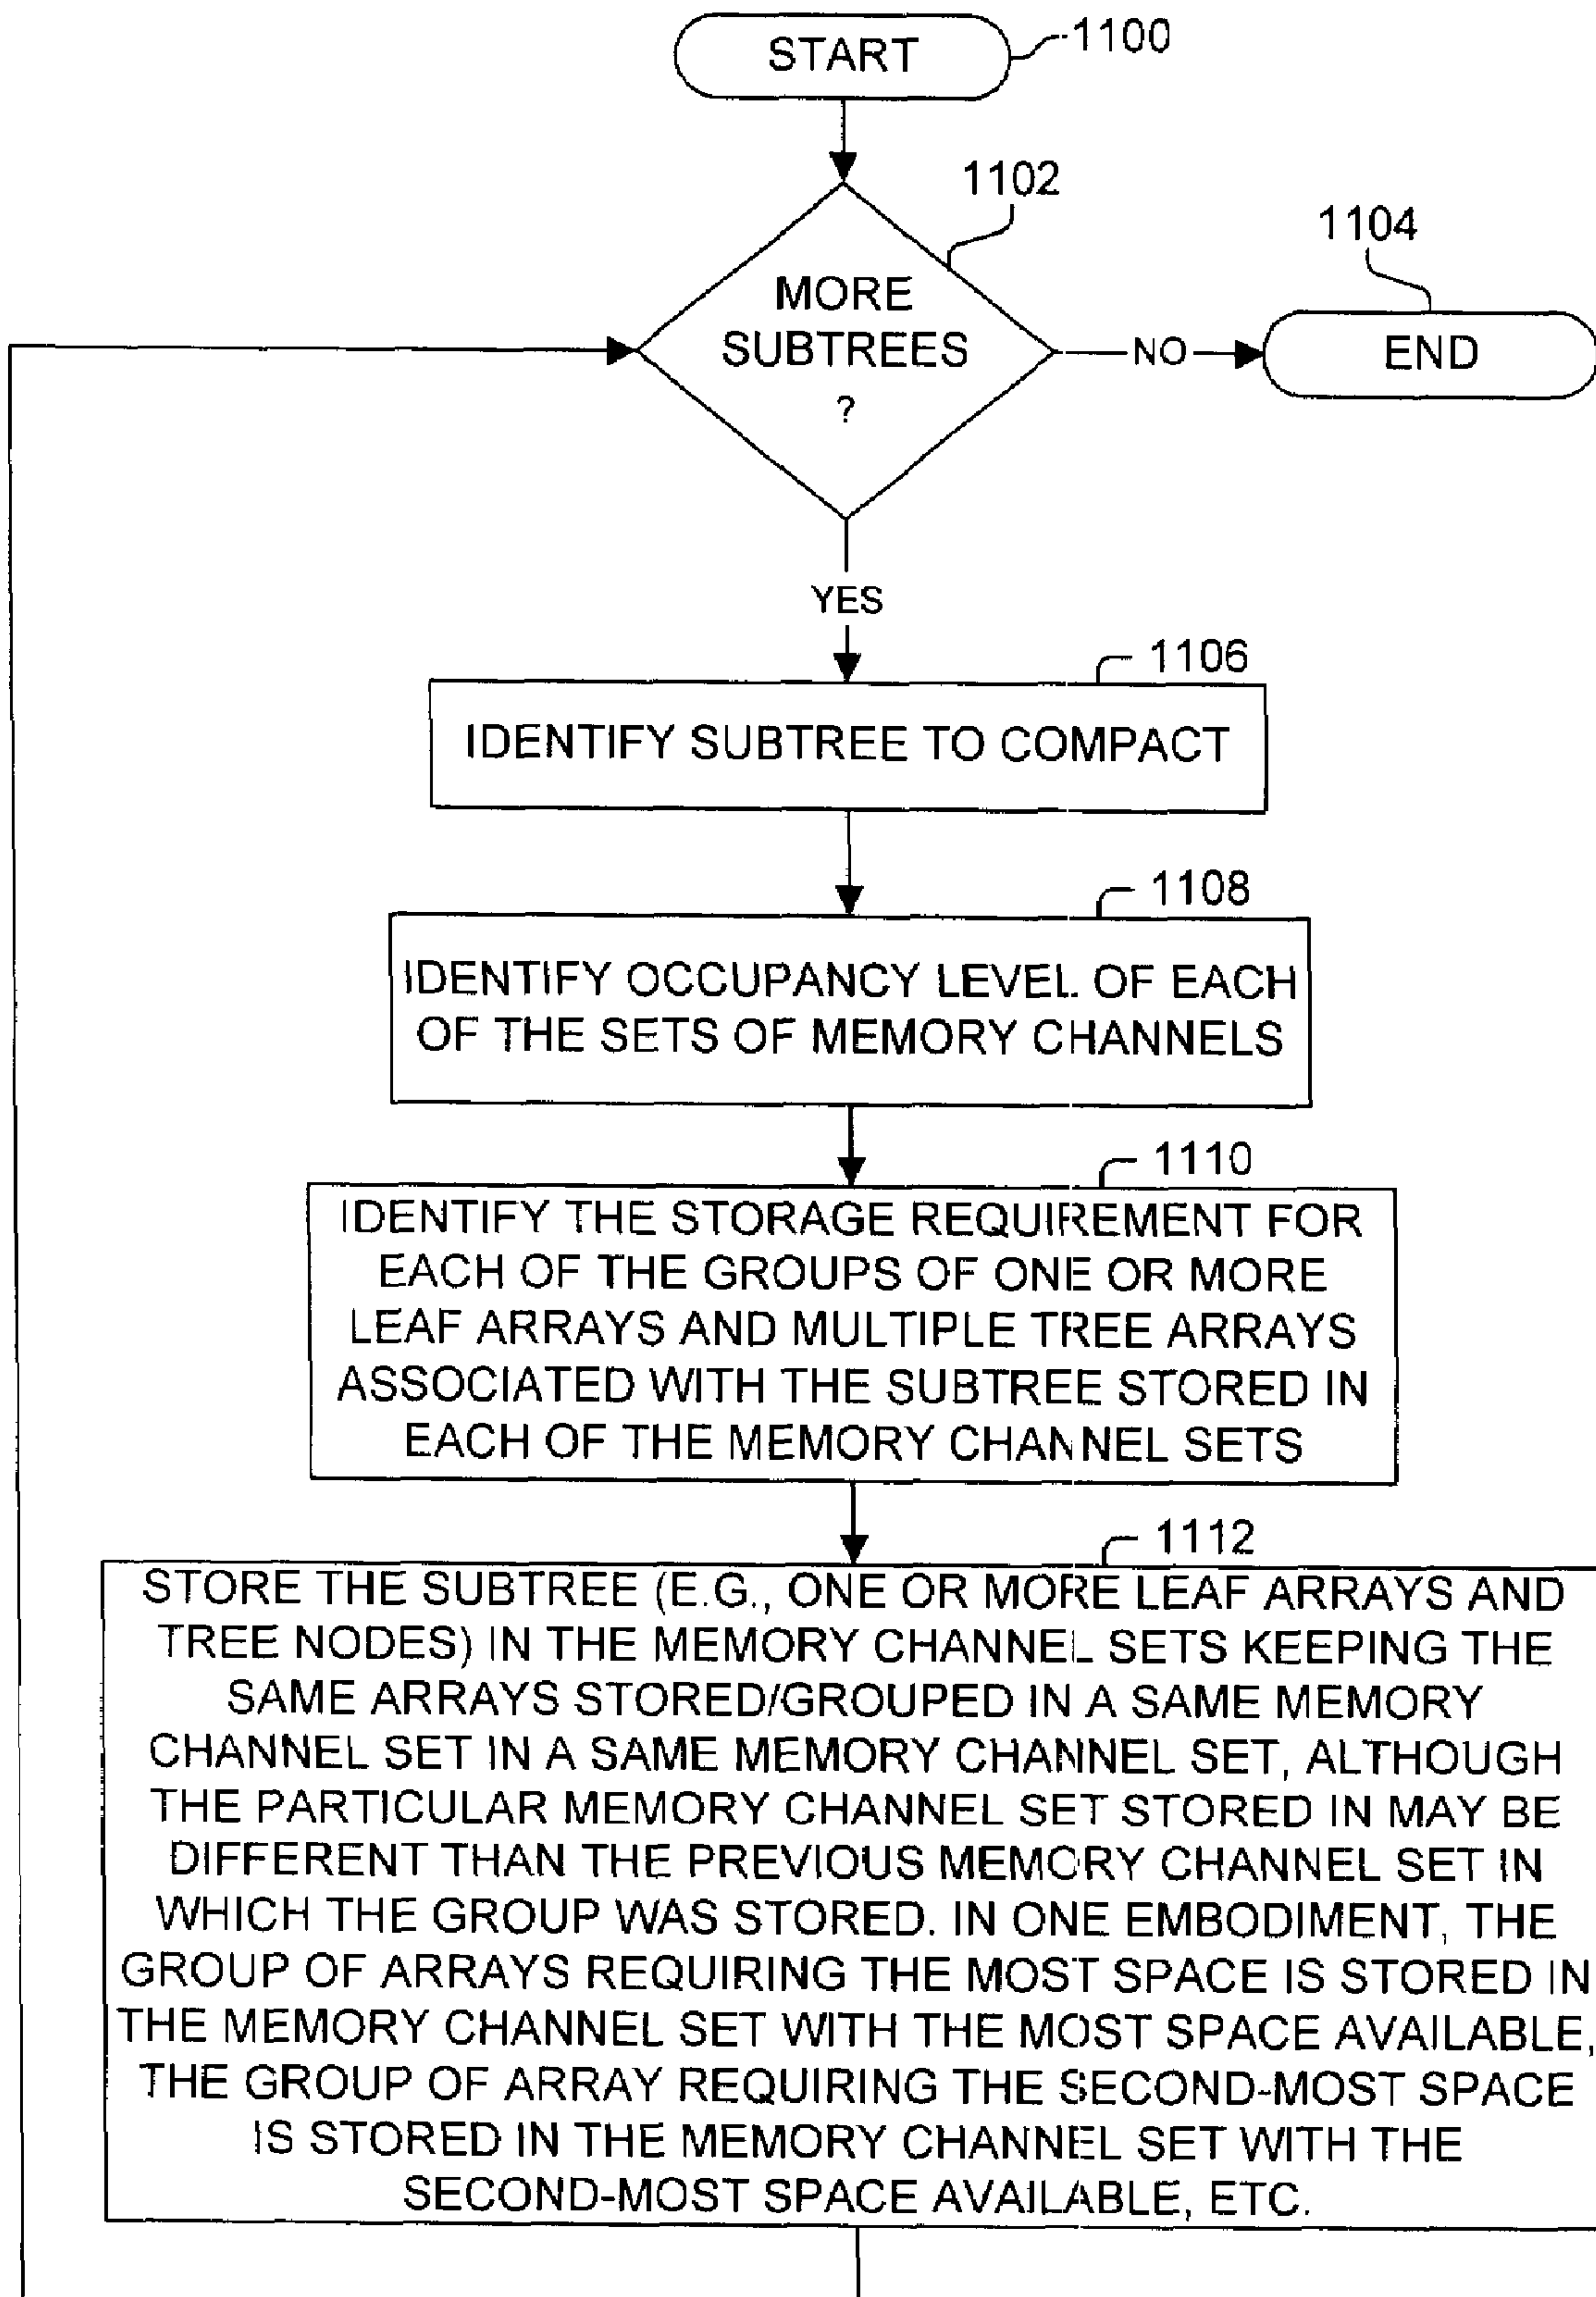 START
1100
1102
MORE
SUBTREES
?
NO
1104
END
YES
1106
IDENTIFY SUBTREE TO COMPACT
1108
IDENTIFY OCCUPANCY LEVEL OF EACH
OF THE SETS OF MEMORY CHANNELS
1110
IDENTIFY THE STORAGE REQUIREMENT FOR
EACH OF THE GROUPS OF ONE OR MORE
LEAF ARRAYS AND MULTIPLE TREE ARRAYS
ASSOCIATED WITH THE SUBTREE STORED IN
EACH OF THE MEMORY CHANNEL SETS
1112
STORE THE SUBTREE (E.G., ONE OR MORE LEAF ARRAYS AND
TREE NODES) IN THE MEMORY CHANNEL SETS KEEPING THE
SAME ARRAYS STORED/GROUPED IN A SAME MEMORY
CHANNEL SET IN A SAME MEMORY CHANNEL SET, ALTHOUGH
THE PARTICULAR MEMORY CHANNEL SET STORED IN MAY BE
DIFFERENT THAN THE PREVIOUS MEMORY CHANNEL SET IN
WHICH THE GROUP WAS STORED. IN ONE EMBODIMENT, THE
GROUP OF ARRAYS REQUIRING THE MOST SPACE IS STORED IN
THE MEMORY CHANNEL SET WITH THE MOST SPACE AVAILABLE,
THE GROUP OF ARRAY REQUIRING THE SECOND-MOST SPACE
IS STORED IN THE MEMORY CHANNEL SET WITH THE
SECOND-MOST SPACE AVAILABLE, ETC.